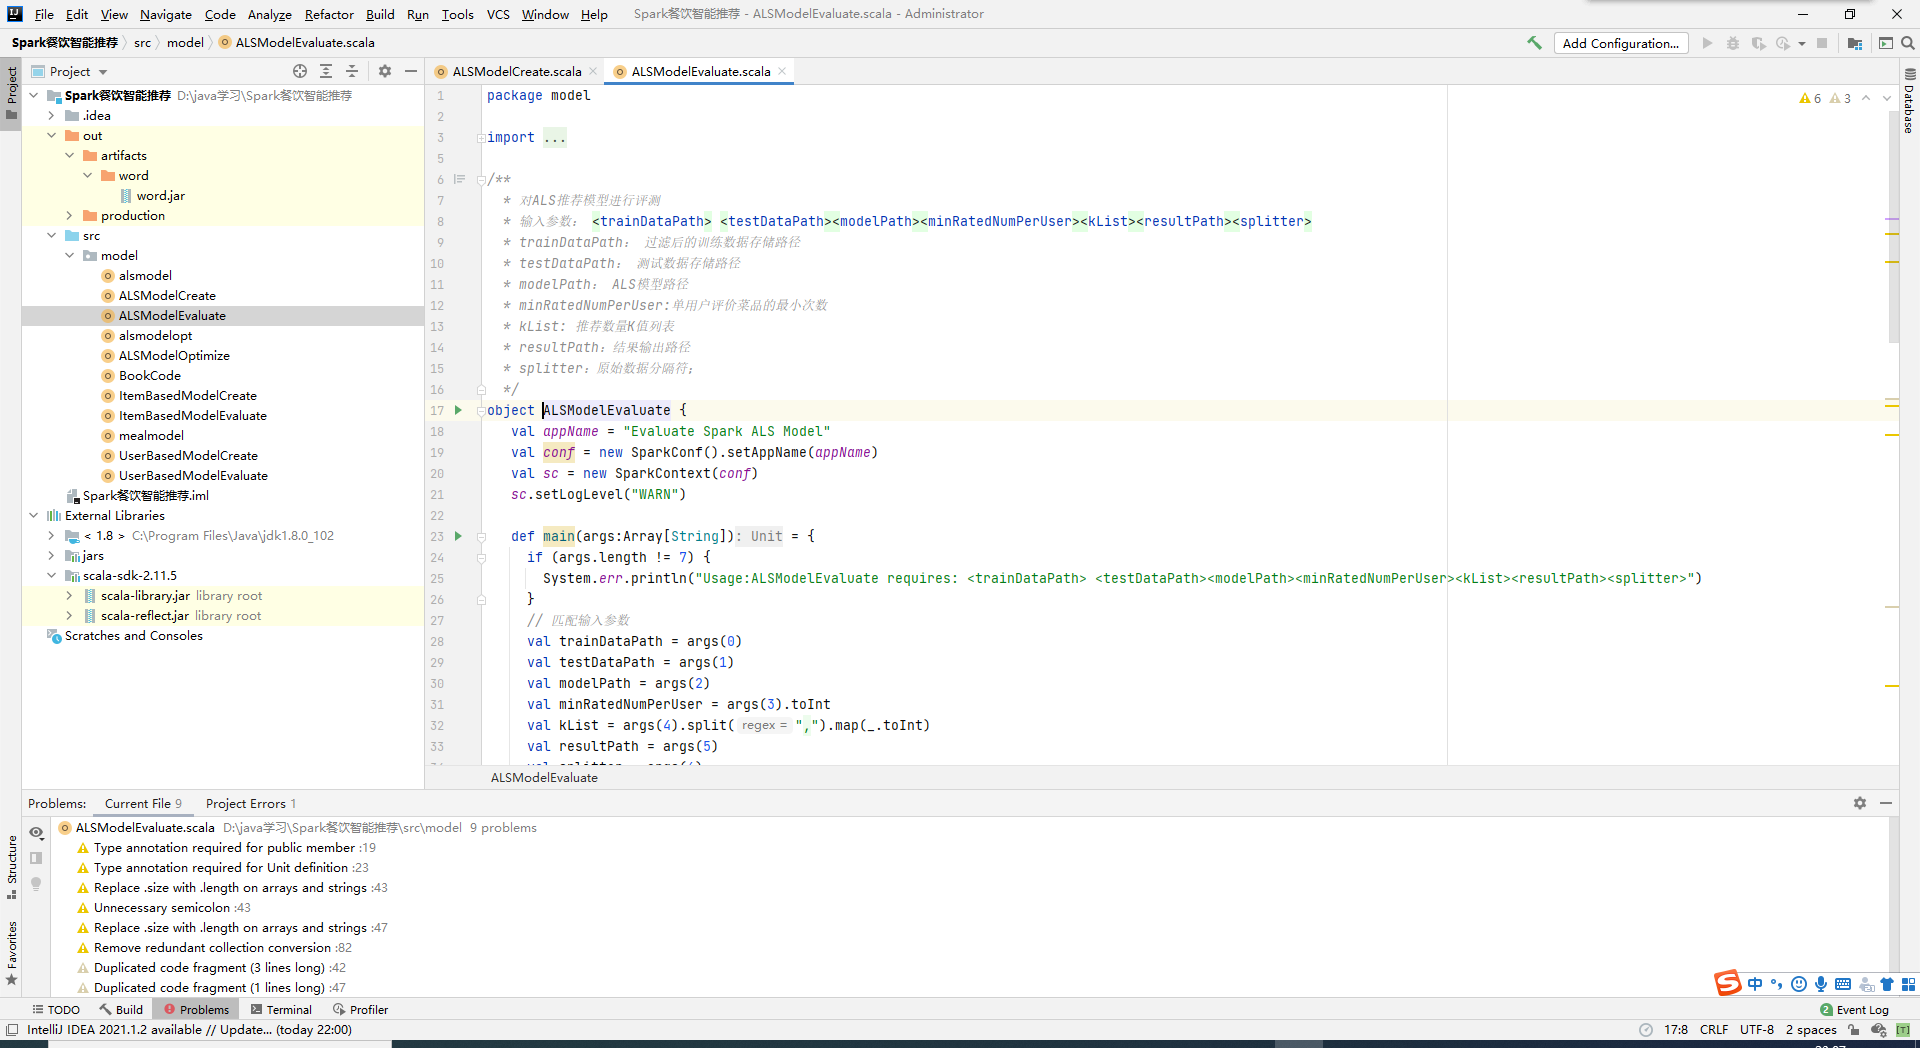 File Edit View Navigate Code Analyze Refactor Build Run Tools VCS Window Help Spark餐饮智能推荐 - ALSModelEvaluate.scala - Administrator
Spark餐饮智能推荐 src model ALSModelEvaluate.scala Add Configuration...
Project
ALSModelCreate.scala ALSModelEvaluate.scala
Project
Structure
Favorites
Database
Spark餐饮智能推荐 D:\java学习\Spark餐饮智能推荐
.idea
out
artifacts
word
word.jar
production
src
model
alsmodel
ALSModelCreate
ALSModelEvaluate
alsmodelopt
ALSModelOptimize
BookCode
ItemBasedModelCreate
ItemBasedModelEvaluate
mealmodel
UserBasedModelCreate
UserBasedModelEvaluate
Spark餐饮智能推荐.iml
External Libraries
< 1.8 > C:\Program Files\Java\jdk1.8.0_102
jars
scala-sdk-2.11.5
scala-library.jar library root
scala-reflect.jar library root
Scratches and Consoles
6 3
1 package model
2
3 import ...
5
6 /**
7 * 对ALS推荐模型进行评测
8 * 输入参数： <trainDataPath> <testDataPath><modelPath><minRatedNumPerUser><kList><resultPath><splitter>
9 * trainDataPath： 过滤后的训练数据存储路径
10 * testDataPath： 测试数据存储路径
11 * modelPath： ALS模型路径
12 * minRatedNumPerUser:单用户评价菜品的最小次数
13 * kList: 推荐数量K值列表
14 * resultPath：结果输出路径
15 * splitter：原始数据分隔符；
16 */
17 object ALSModelEvaluate {
18 val appName = "Evaluate Spark ALS Model"
19 val conf = new SparkConf().setAppName(appName)
20 val sc = new SparkContext(conf)
21 sc.setLogLevel("WARN")
22
23 def main(args:Array[String]): Unit = {
24 if (args.length != 7) {
25 System.err.println("Usage:ALSModelEvaluate requires: <trainDataPath> <testDataPath><modelPath><minRatedNumPerUser><kList><resultPath><splitter>")
26 }
27 // 匹配输入参数
28 val trainDataPath = args(0)
29 val testDataPath = args(1)
30 val modelPath = args(2)
31 val minRatedNumPerUser = args(3).toInt
32 val kList = args(4).split( regex = ",").map(_.toInt)
33 val resultPath = args(5)
ALSModelEvaluate
Problems: Current File 9 Project Errors 1
ALSModelEvaluate.scala D:\java学习\Spark餐饮智能推荐\src\model 9 problems
Type annotation required for public member :19
Type annotation required for Unit definition :23
Replace .size with .length on arrays and strings :43
Unnecessary semicolon :43
Replace .size with .length on arrays and strings :47
Remove redundant collection conversion :82
Duplicated code fragment (3 lines long) :42
Duplicated code fragment (1 lines long) :47
中
TODO Build Problems Terminal Profiler 2 Event Log
IntelliJ IDEA 2021.1.2 available // Update... (today 22:00) 17:8 CRLF UTF-8 2 spaces [T]